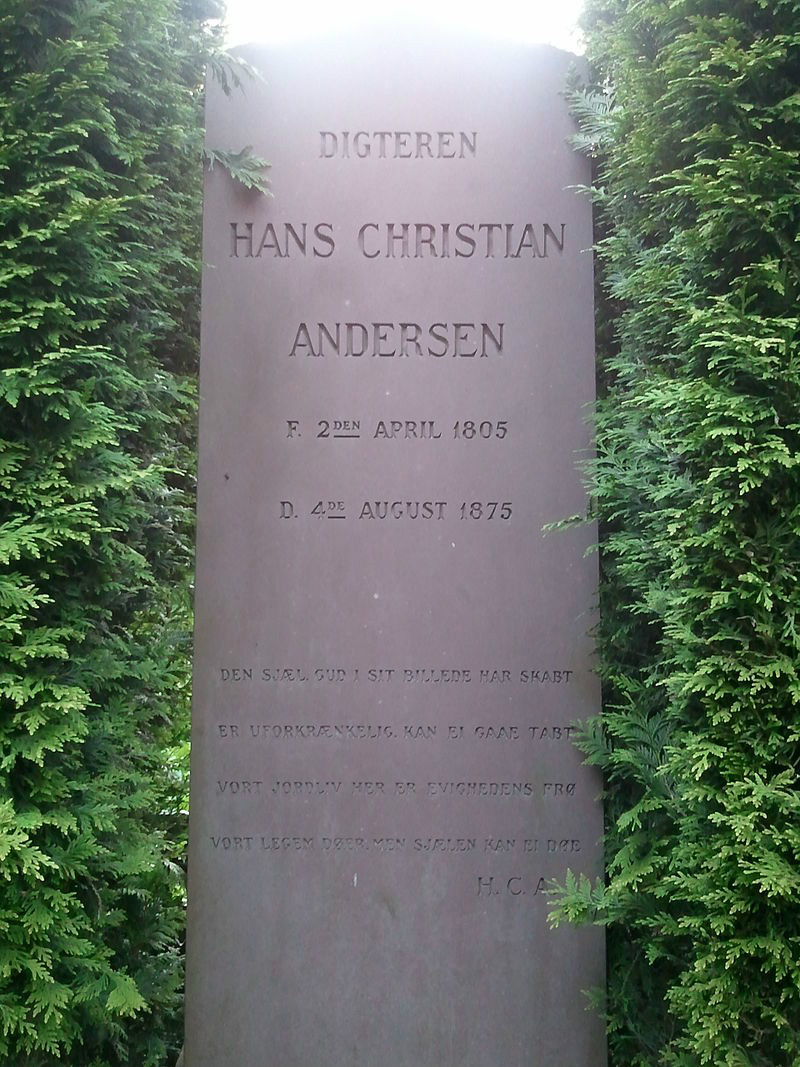 DIGTEREN
HANS CHRISTIAN
ANDERSEN
F. 2DEN APRIL 1805
D. 4DE AUGUST 1875
DEN SJÆL, GUD I SIT BILLEDE HAR SKABT
ER UFORKRÆNKELIG, KAN EI GAAE TABT
VORT JORDLIV HER ER EVIGHEDENS FRØ
VORT LEGEM DØER, MEN SJÆLEN KAN EI DØE
H. C. A